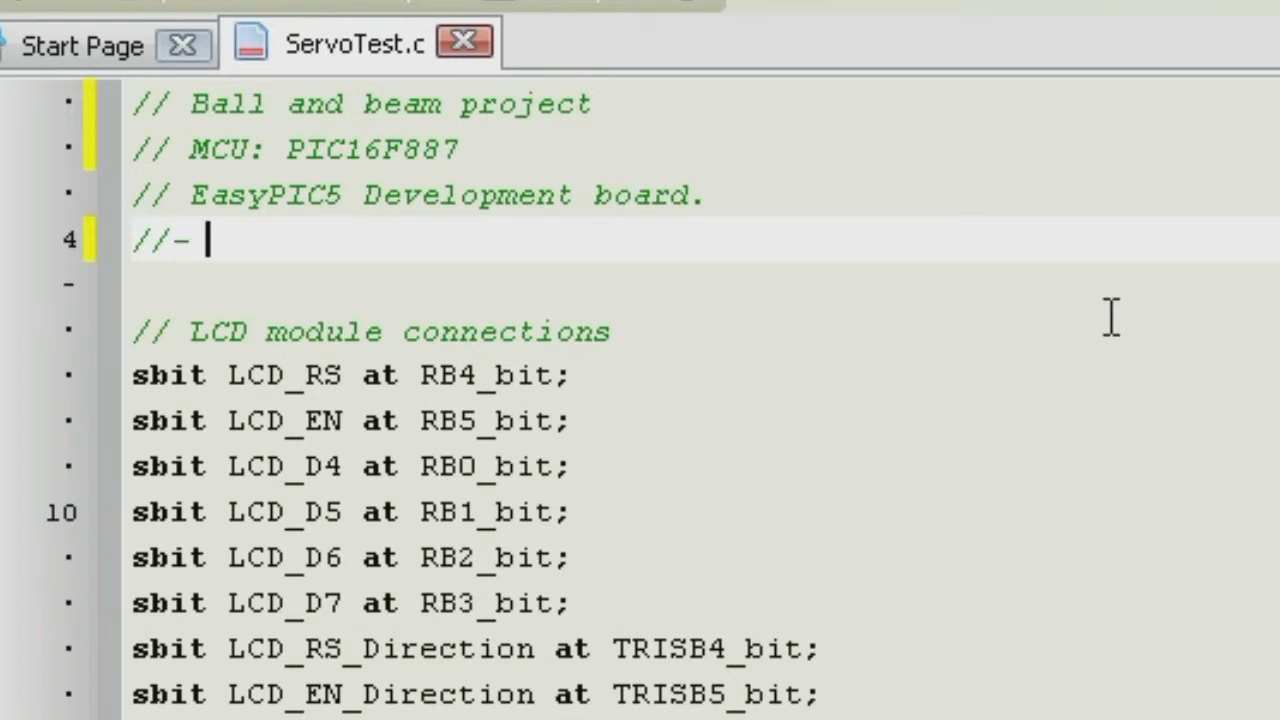 Start Page
ServoTest.c
// Ball and beam project
// MCU: PIC16F887
// EasyPIC5 Development board.
4 //-
// LCD module connections
sbit LCD_RS at RB4_bit;
sbit LCD_EN at RB5_bit;
sbit LCD_D4 at RB0_bit;
10 sbit LCD_D5 at RB1_bit;
sbit LCD_D6 at RB2_bit;
sbit LCD_D7 at RB3_bit;
sbit LCD_RS_Direction at TRISB4_bit;
sbit LCD_EN_Direction at TRISB5_bit;